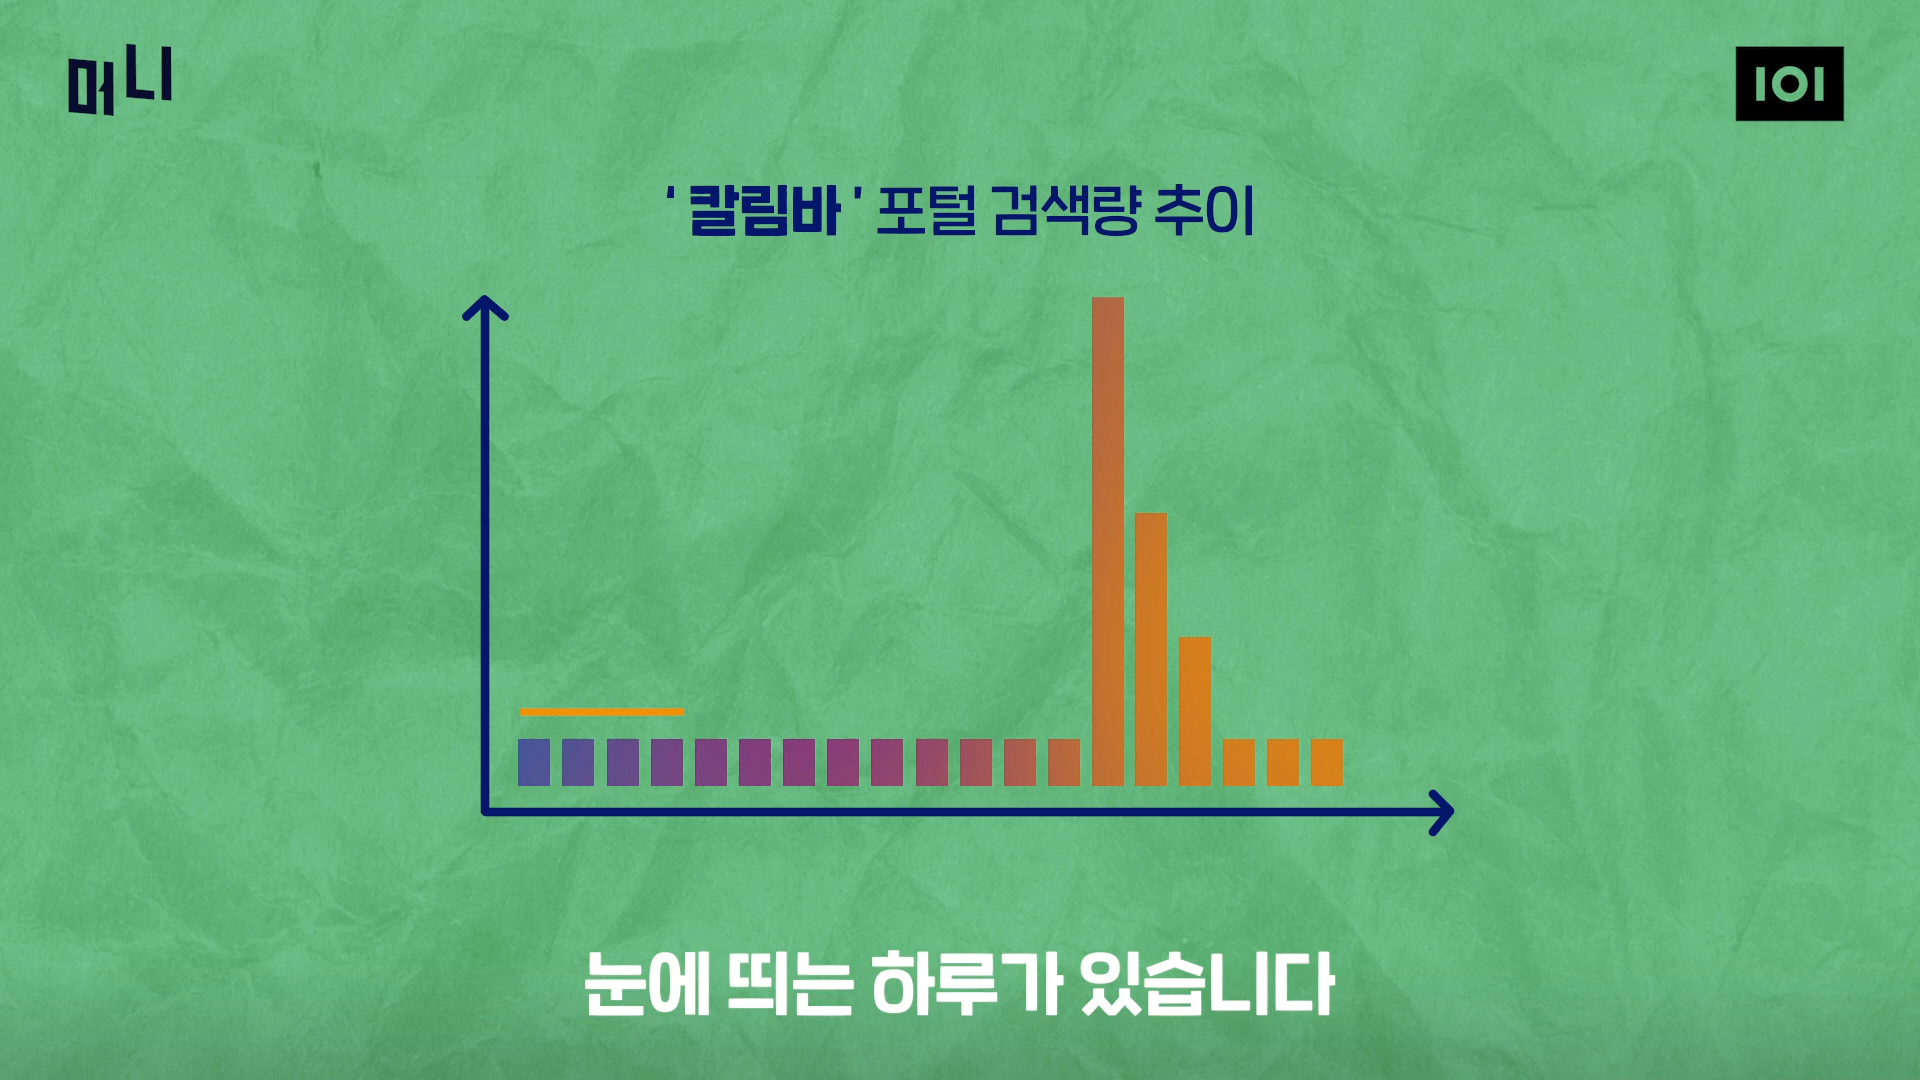 머니
101
' 칼림바 ' 포털 검색량 추이
눈에 띄는 하루가 있습니다